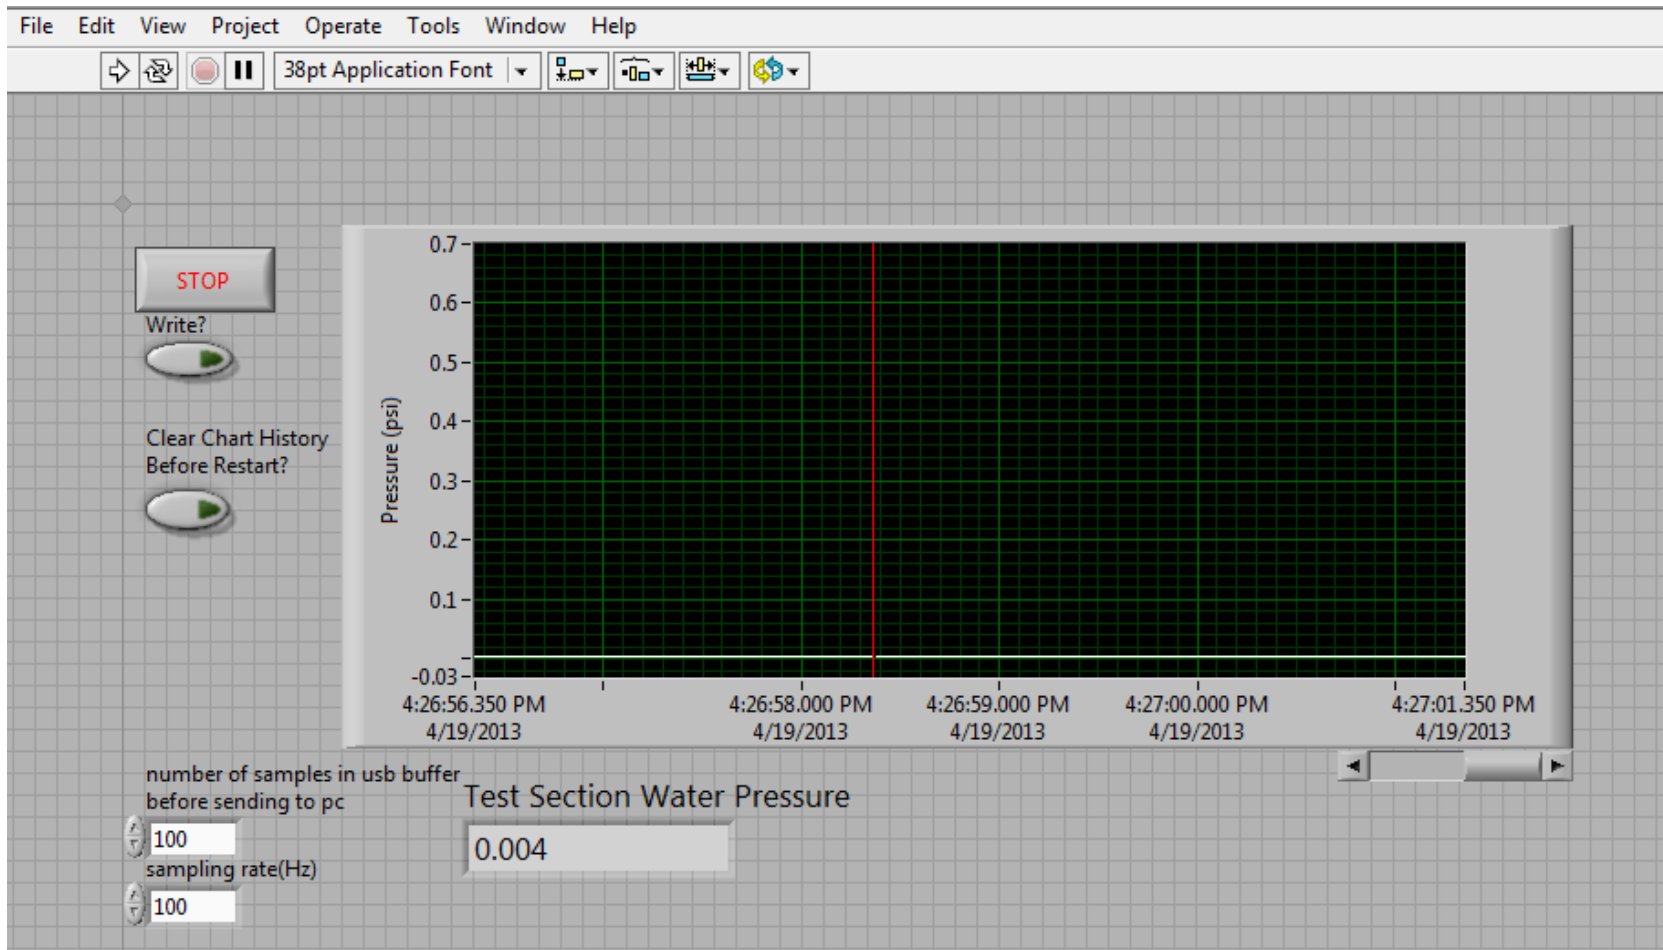 File Edit View Project Operate Tools Window Help
38pt Application Font
STOP
Write?
Clear Chart History
Before Restart?
Pressure (psi)
0.7
0.6
0.5
0.4
0.3
0.2
0.1
-0.03
4:26:56.350 PM 4:26:58.000 PM 4:26:59.000 PM 4:27:00.000 PM 4:27:01.350 PM
4/19/2013 4/19/2013 4/19/2013 4/19/2013 4/19/2013
number of samples in usb buffer
before sending to pc
100
sampling rate(Hz)
100
Test Section Water Pressure
0.004